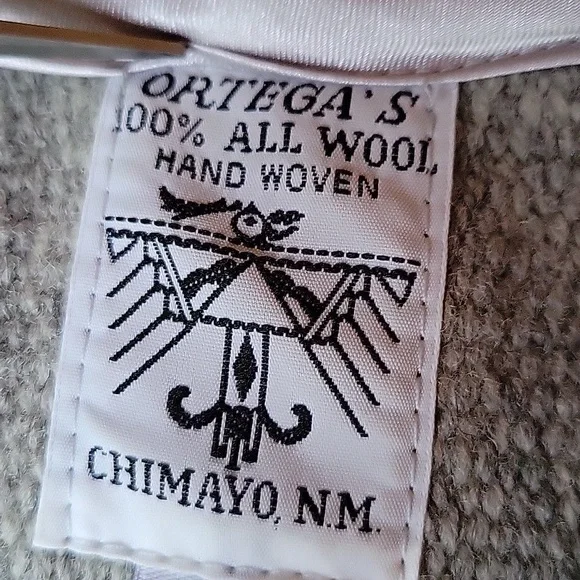 ORTEGA'S
100% ALL WOOL
HAND WOVEN
CHIMAYO, N.M.